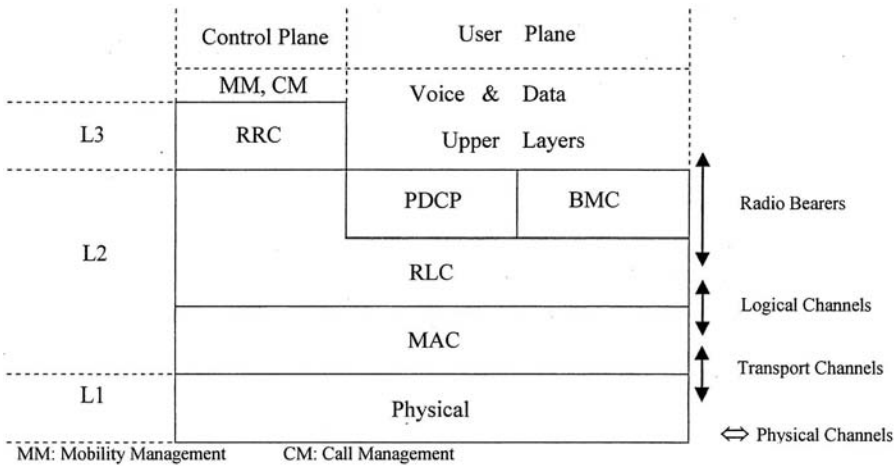 Control Plane
User Plane
MM, CM
Voice & Data
L3
RRC
Upper Layers
PDCP
BMC
Radio Bearers
L2
RLC
Logical Channels
MAC
Transport Channels
L1
Physical
Physical Channels
MM: Mobility Management CM: Call Management